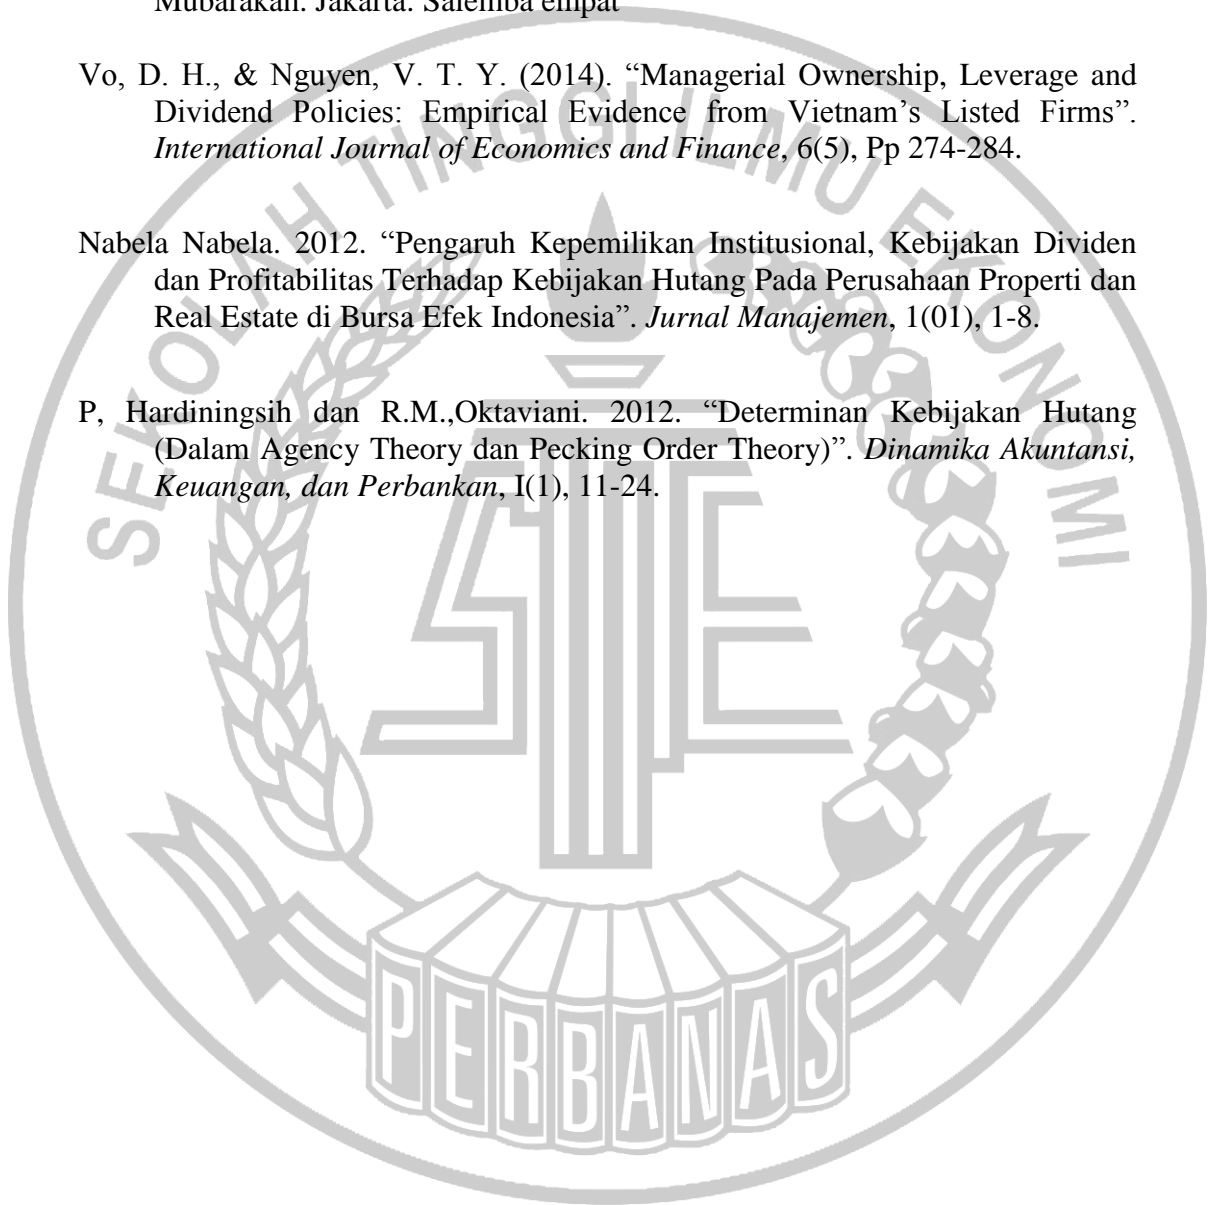 Mubarakah. Jakarta: Salemba empat
Vo, D. H., & Nguyen, V. T. Y. (2014). “Managerial Ownership, Leverage and
Dividend Policies: Empirical Evidence from Vietnam’s Listed Firms”.
International Journal of Economics and Finance, 6(5), Pp 274-284.
Nabela Nabela. 2012. “Pengaruh Kepemilikan Institusional, Kebijakan Dividen
dan Profitabilitas Terhadap Kebijakan Hutang Pada Perusahaan Properti dan
Real Estate di Bursa Efek Indonesia”. Jurnal Manajemen, 1(01), 1-8.
P, Hardiningsih dan R.M.,Oktaviani. 2012. “Determinan Kebijakan Hutang
(Dalam Agency Theory dan Pecking Order Theory)”. Dinamika Akuntansi,
Keuangan, dan Perbankan, I(1), 11-24.
SEKOLAH TINGGI ILMU EKONOMI
STIE
PERBANAS